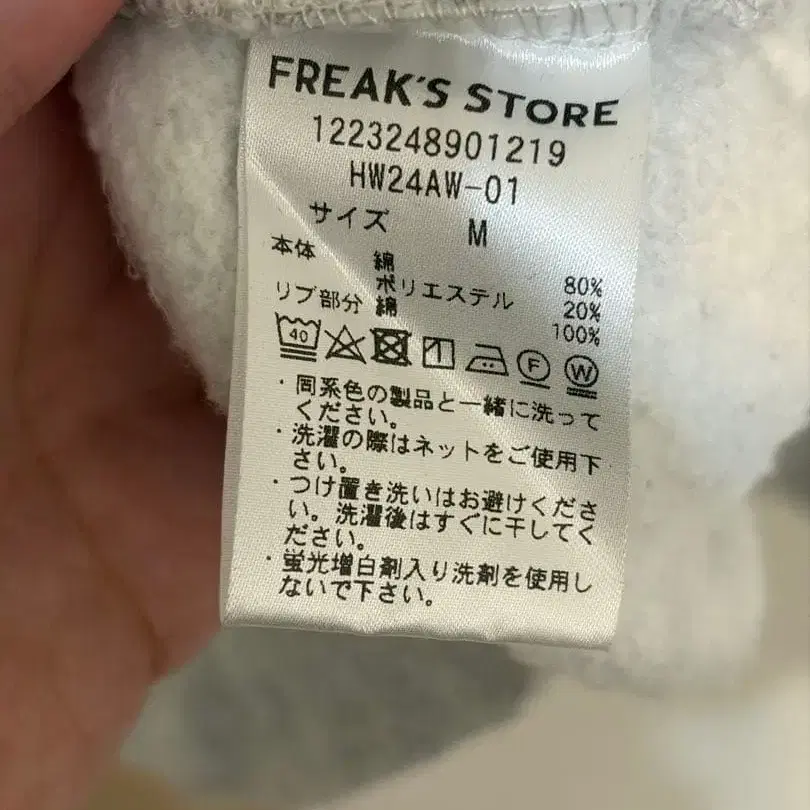 FREAK'S STORE
1223248901219
HW24AW-01
サイズ M
本体 綿 80%
ポリエステル 20%
リブ部分 綿 100%
40 F W
・同系色の製品と一緒に洗って
ください。
・洗濯の際はネットをご使用下
さい。
・つけ置き洗いはお避けくださ
い。洗濯後はすぐに干してく
ださい。
・蛍光増白剤入り洗剤を使用し
ないで下さい。